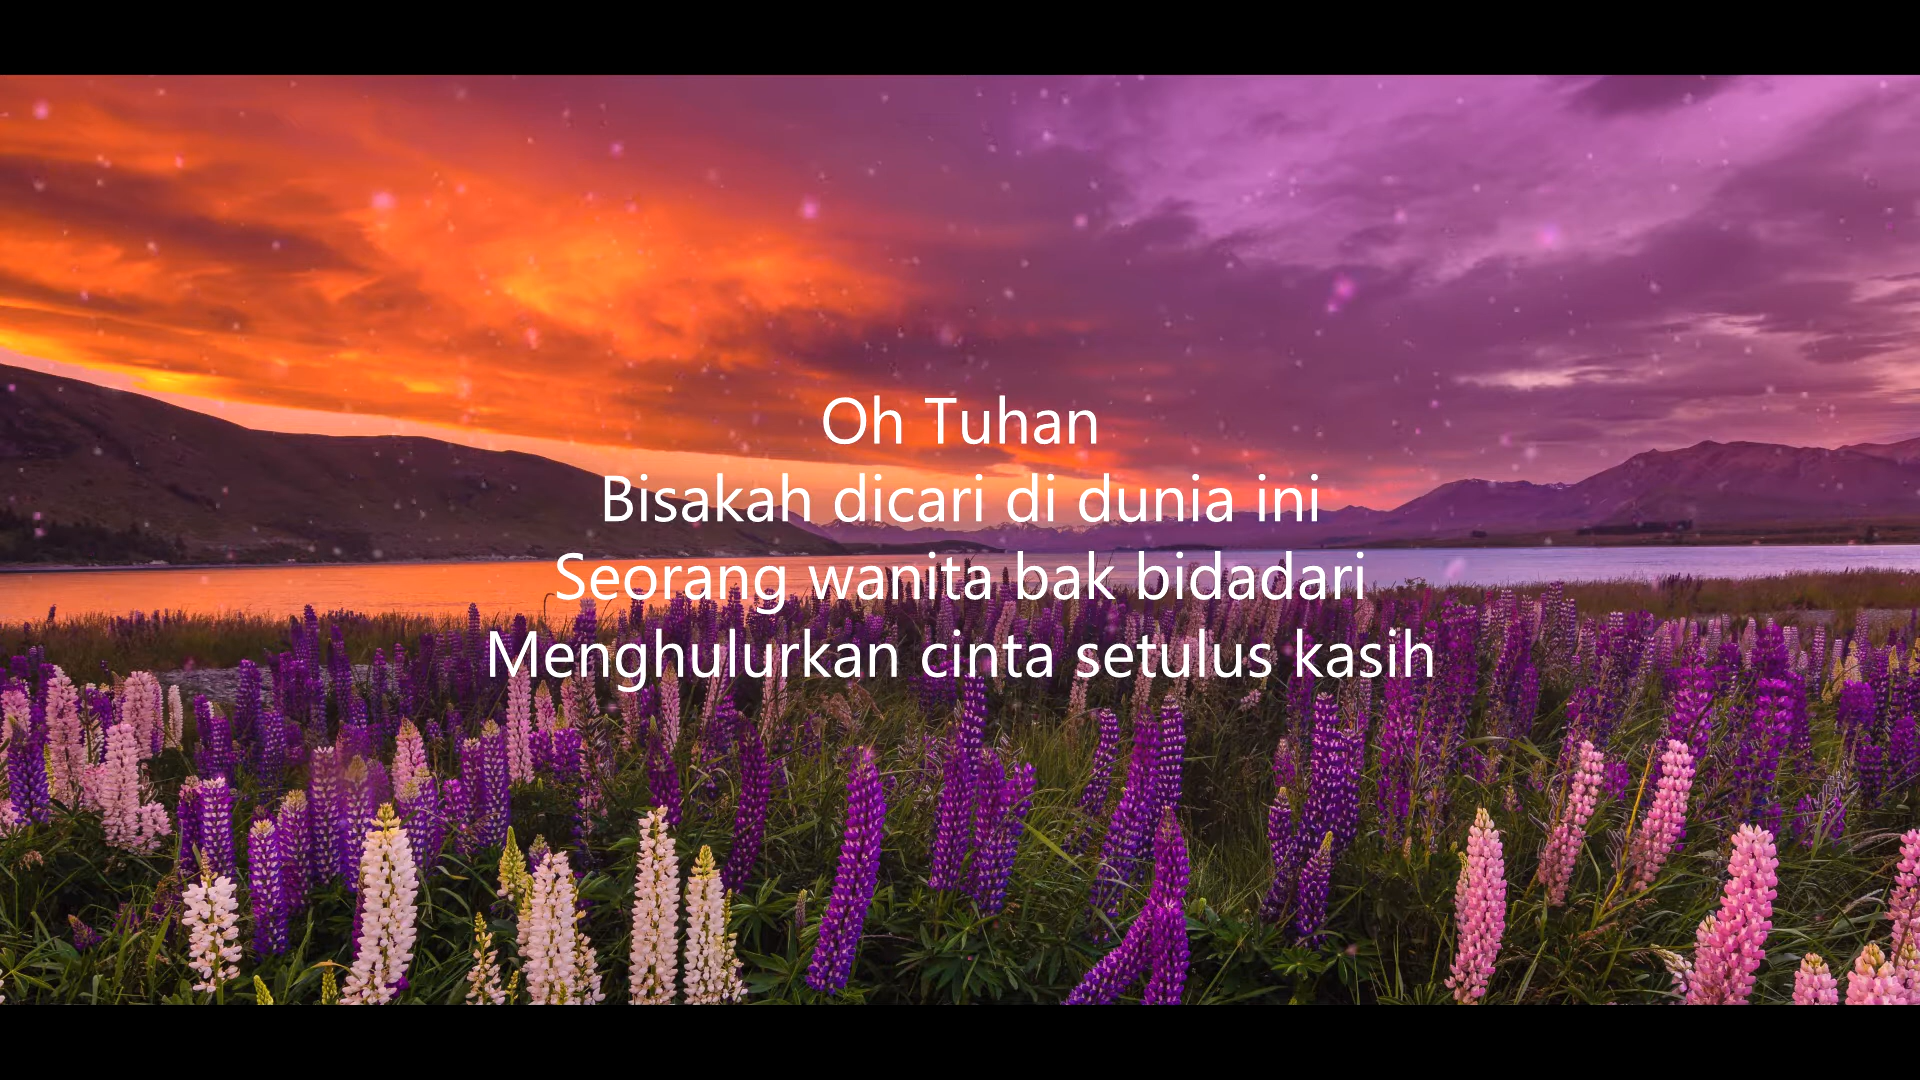 Oh Tuhan
Bisakah dicari di dunia ini
Seorang wanita bak bidadari
Menghulurkan cinta setulus kasih